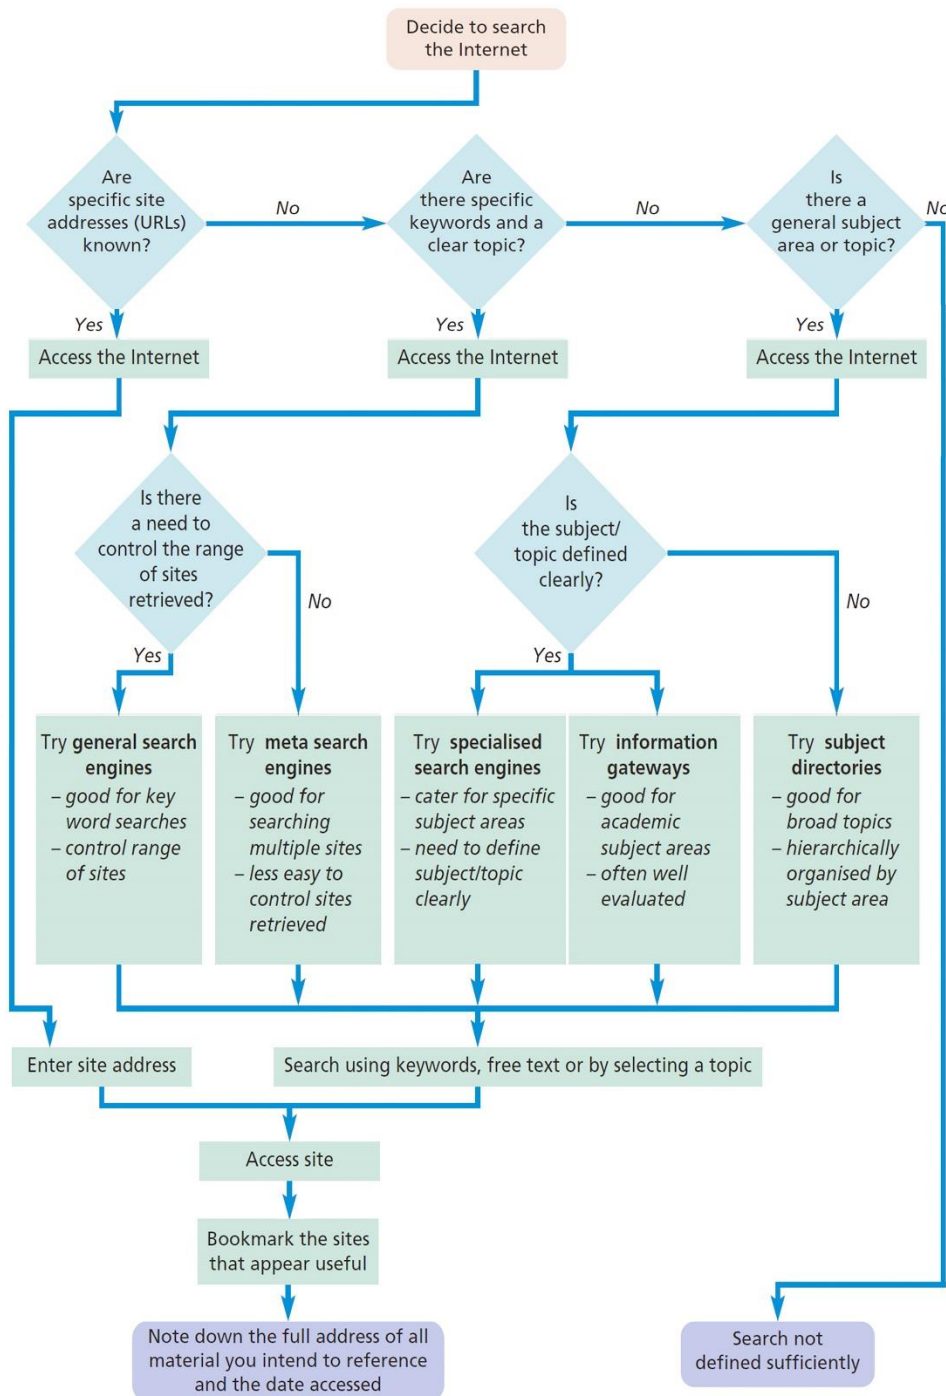 Decide to search
the Internet
Are
specific site
addresses (URLs)
known?
No
Are
there specific
keywords and a
clear topic?
No
Is
there a
general subject
area or topic?
No
Yes
Access the Internet
Yes
Access the Internet
Yes
Access the Internet
Is there
a need to
control the range
of sites
retrieved?
No
Yes
Is
the subject/
topic defined
clearly?
No
Yes
Try general search
engines
– good for key
word searches
– control range
of sites
Try meta search
engines
– good for
searching
multiple sites
– less easy to
control sites
retrieved
Try specialised
search engines
– cater for specific
subject areas
– need to define
subject/topic
clearly
Try information
gateways
– good for
academic
subject areas
– often well
evaluated
Try subject
directories
– good for
broad topics
– hierarchically
organised by
subject area
Enter site address
Search using keywords, free text or by selecting a topic
Access site
Bookmark the sites
that appear useful
Note down the full address of all
material you intend to reference
and the date accessed
Search not
defined sufficiently